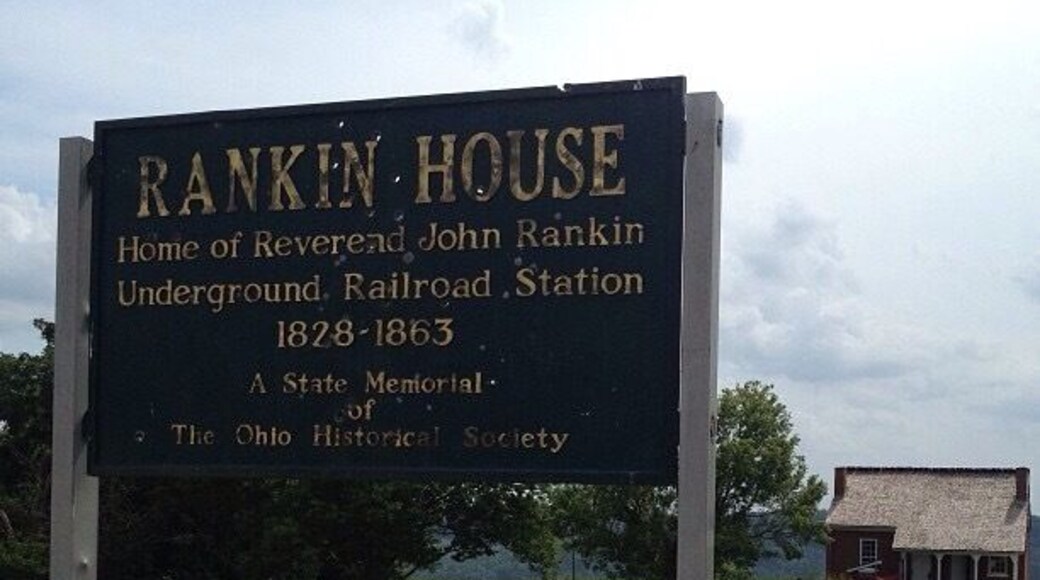 RANKIN HOUSE
Home of Reverend John Rankin
Underground Railroad Station
1828-1863
A State Memorial
of
The Ohio Historical Society